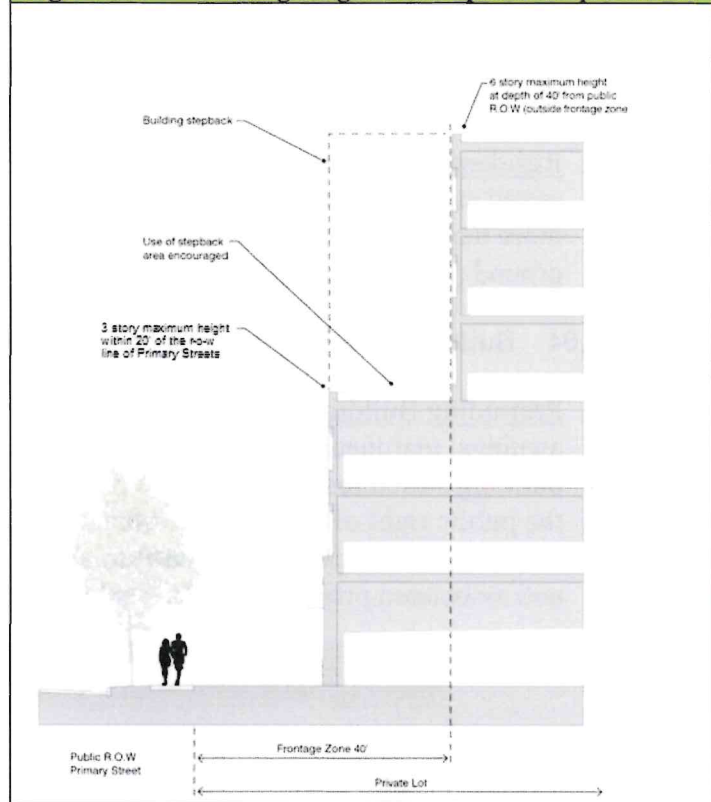 6 story maximum height
at depth of 40' from public
R.O.W (outside frontage zone
Building stepback
Use of stepback
area encouraged
3 story maximum height
within 20' of the r-o-w
line of Primary Streets
Frontage Zone 40'
Public R.O.W
Primary Street
Private Lot